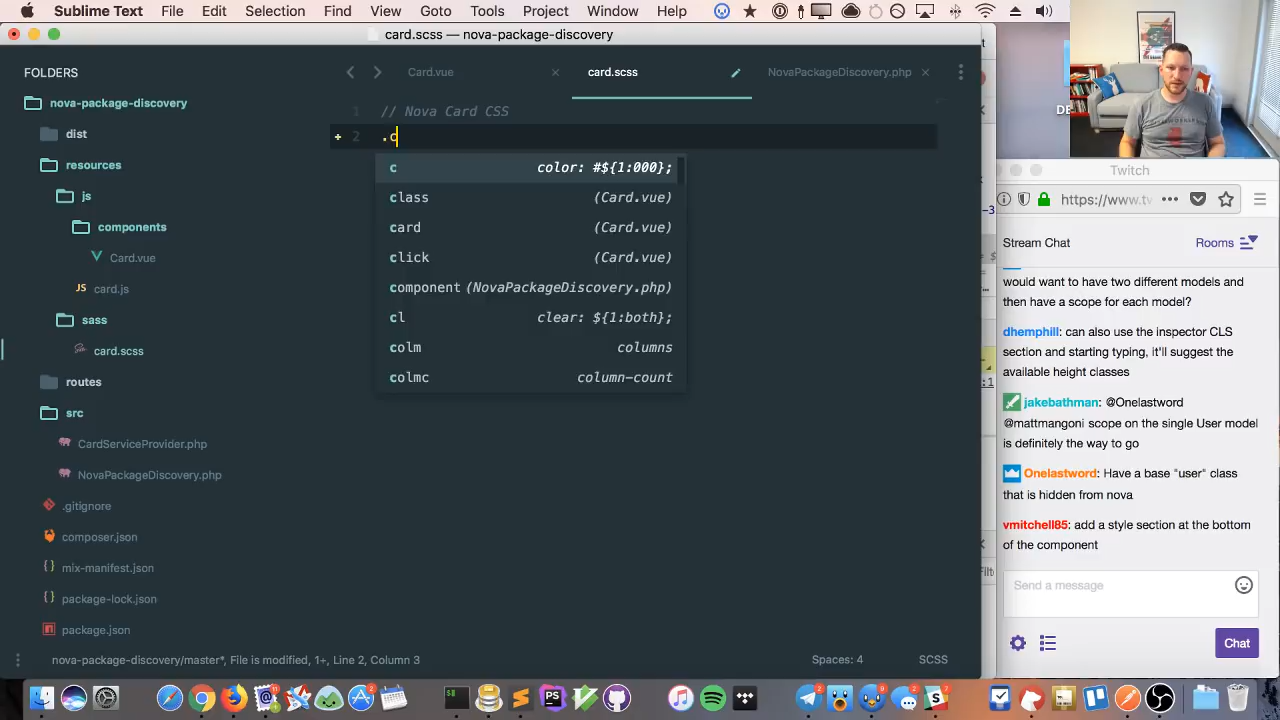 Sublime Text File Edit Selection Find View Goto Tools Project Window Help
card.scss — nova-package-discovery
FOLDERS
nova-package-discovery
dist
resources
js
components
Card.vue
JS card.js
sass
card.scss
routes
src
CardServiceProvider.php
NovaPackageDiscovery.php
.gitignore
composer.json
mix-manifest.json
package-lock.json
package.json
Card.vue
card.scss
NovaPackageDiscovery.php
1 // Nova Card CSS
+ 2 .c
c color: #${1:000};
class (Card.vue)
card (Card.vue)
click (Card.vue)
component (NovaPackageDiscovery.php)
cl clear: ${1:both};
colm columns
colmc column-count
nova-package-discovery/master*, File is modified, 1+, Line 2, Column 3
Spaces: 4 SCSS
Twitch
https://www.tw
Stream Chat Rooms
would want to have two different models and
then have a scope for each model?
dhemphill: can also use the inspector CLS
section and starting typing, it'll suggest the
available height classes
jakebathman: @Onelastword
@mattmangoni scope on the single User model
is definitely the way to go
Onelastword: Have a base "user" class
that is hidden from nova
vmitchell85: add a style section at the bottom
of the component
Send a message
Chat